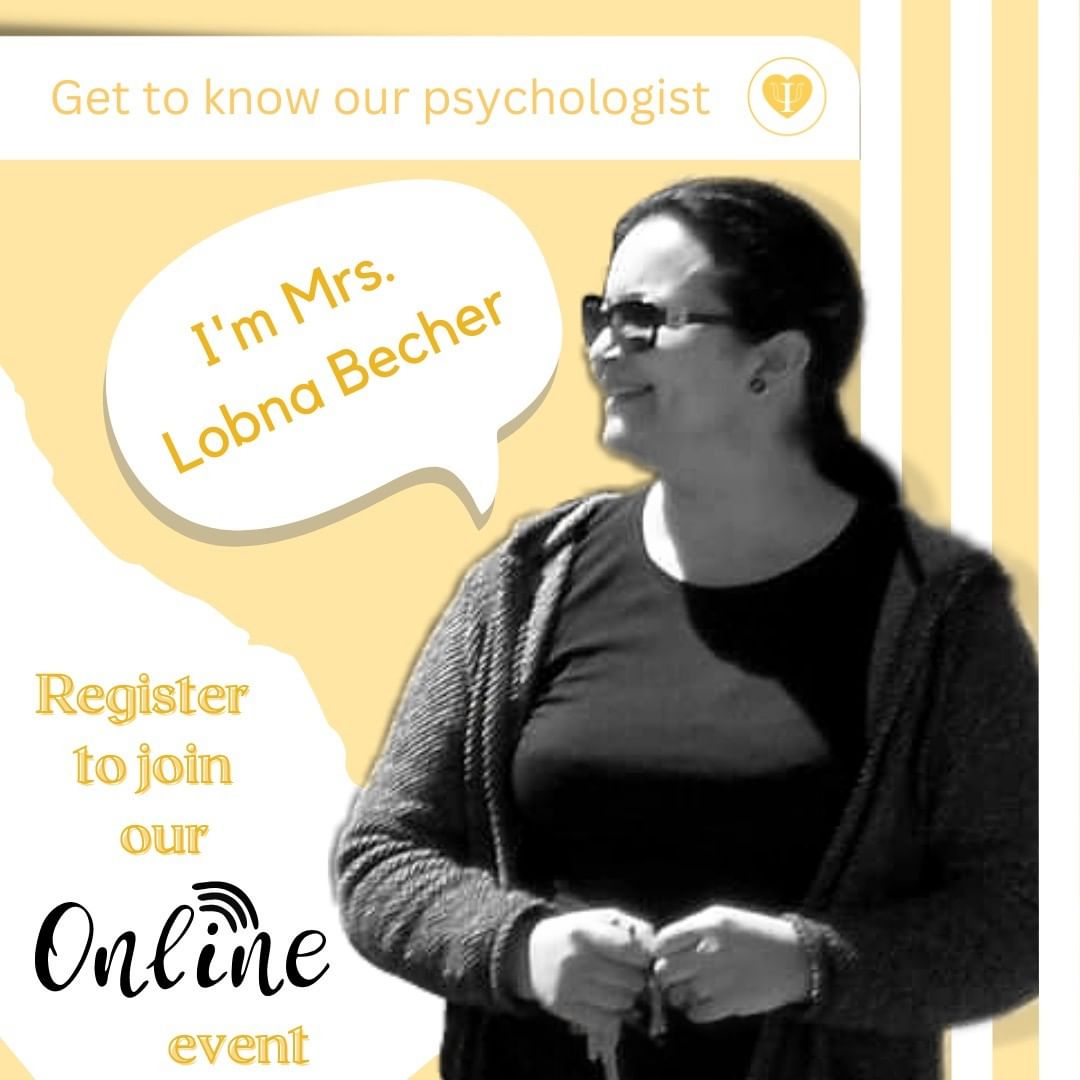 Get to know our psychologist
I'm Mrs.
Lobna Becher
Register
to join
our
Online
event